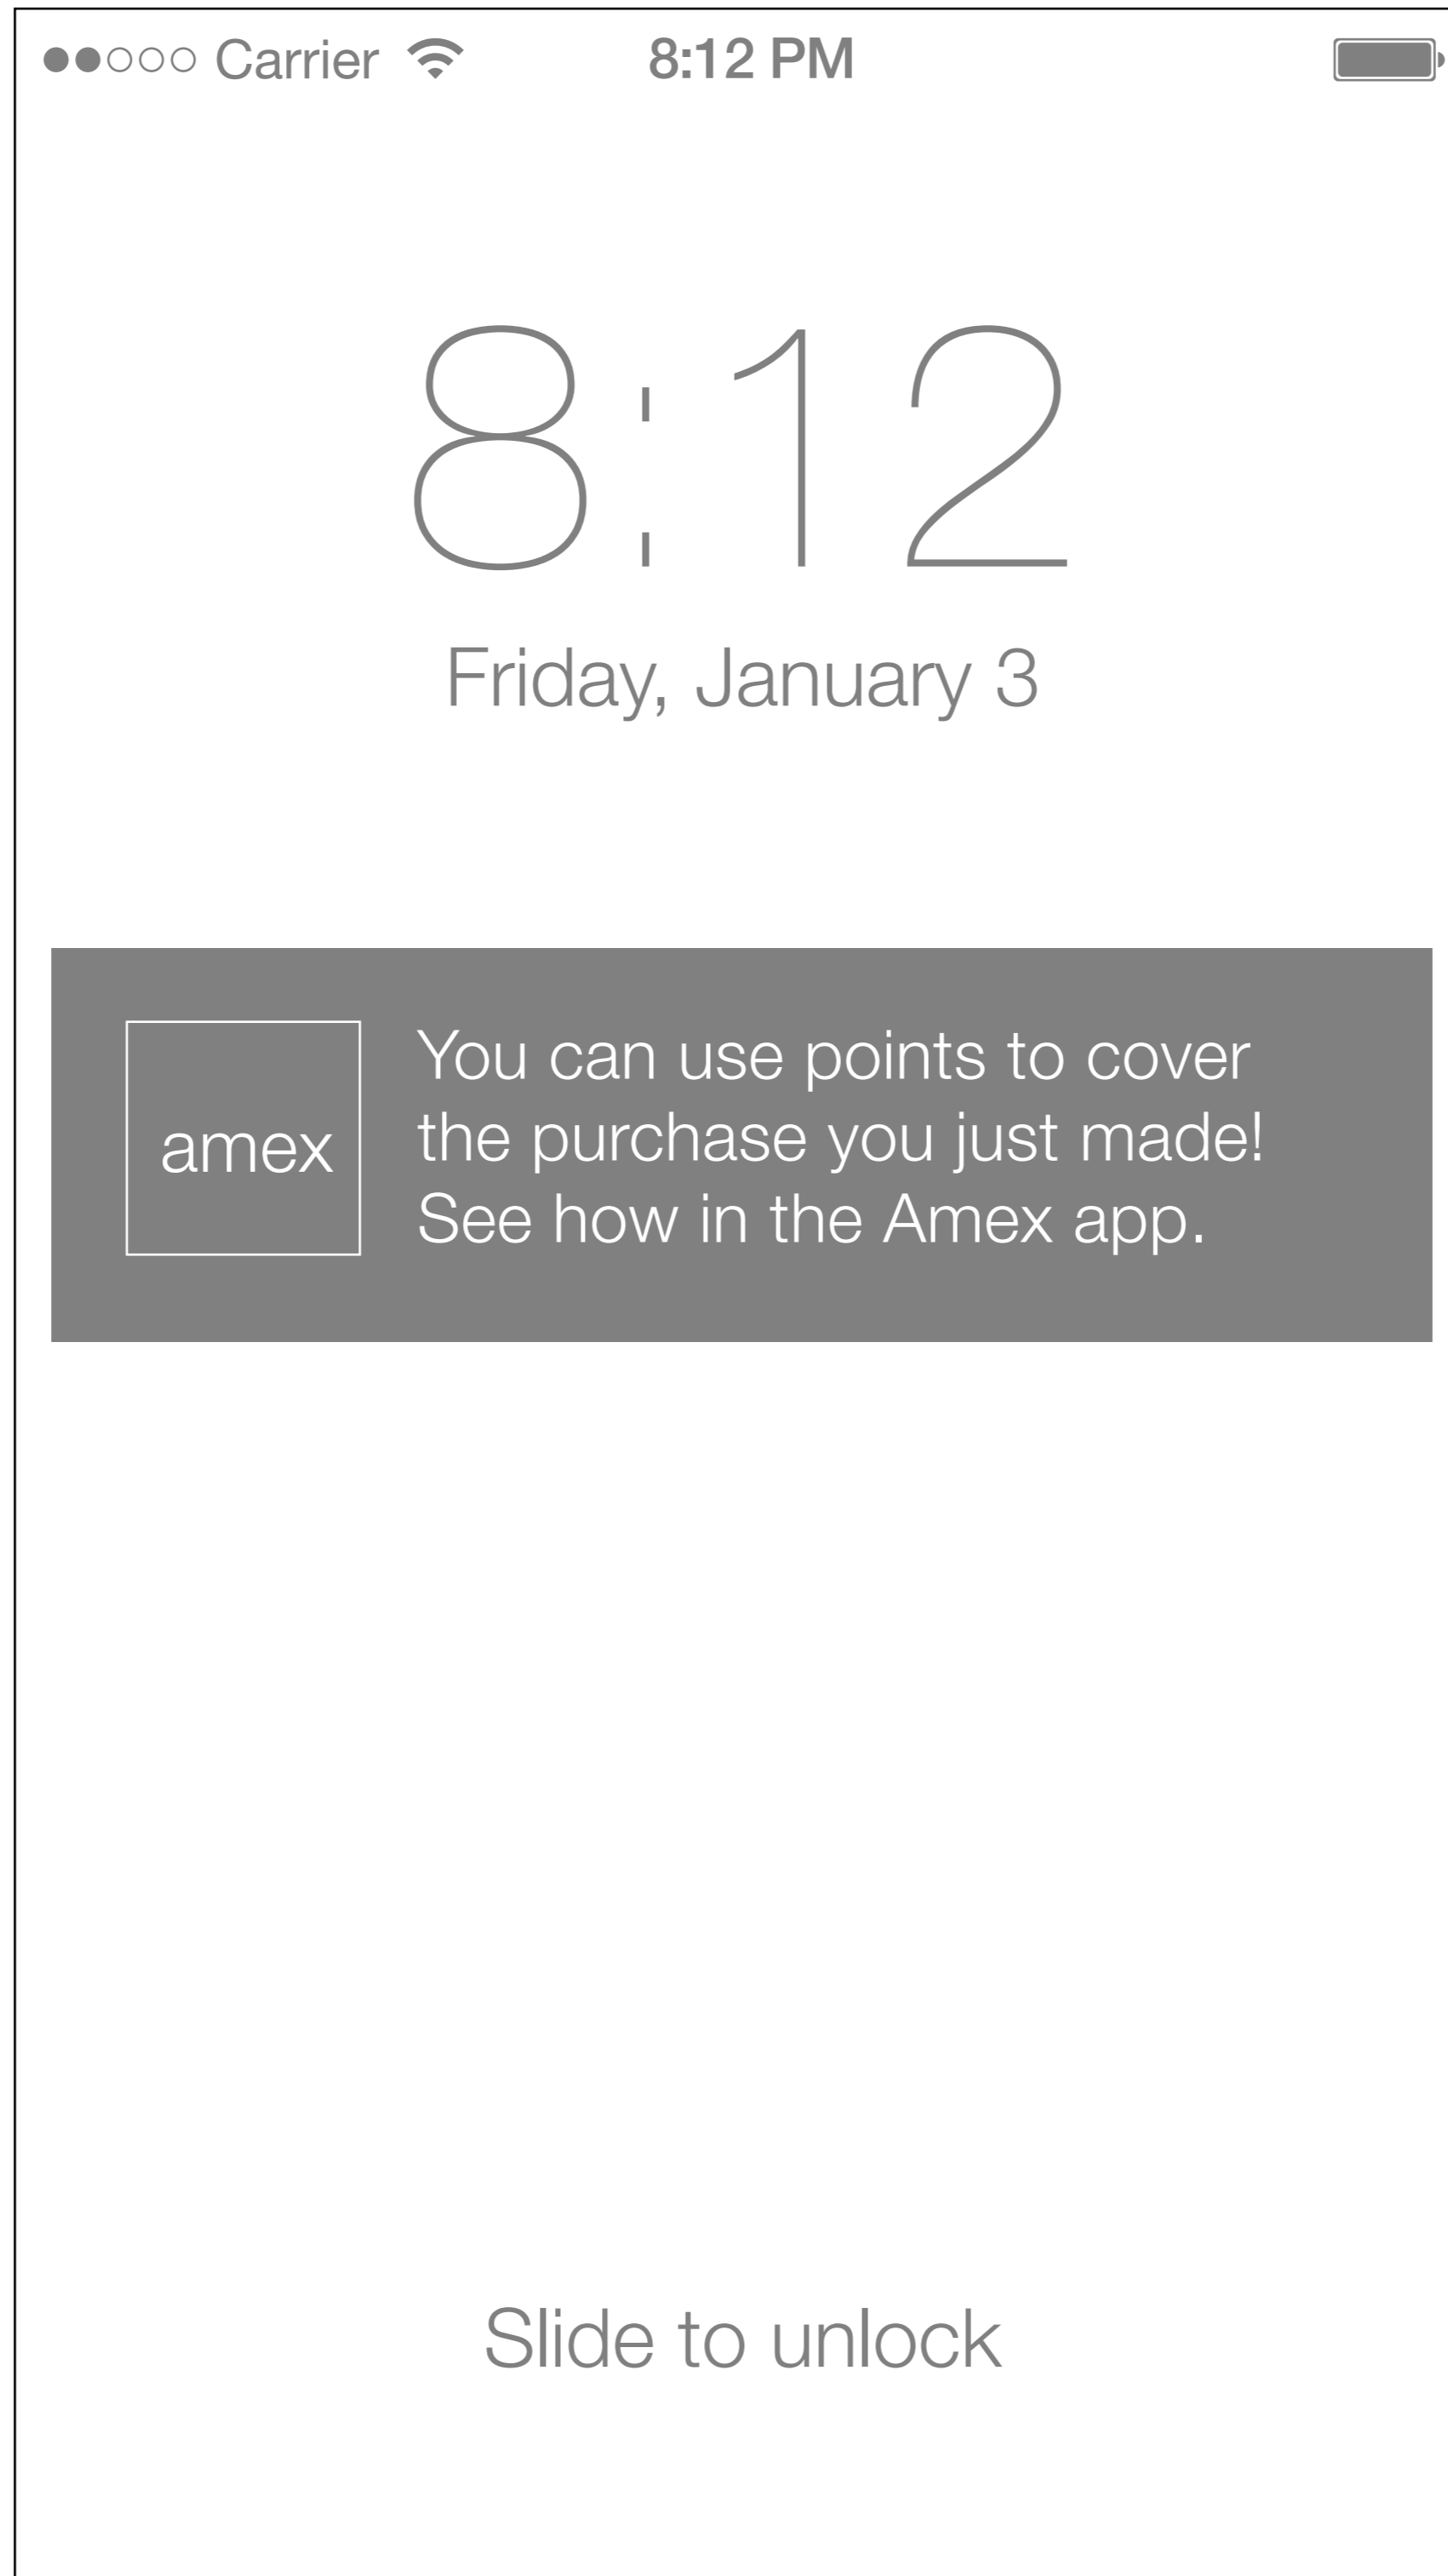 Carrier 8:12 PM
8:12
Friday, January 3
amex
You can use points to cover
the purchase you just made!
See how in the Amex app.
Slide to unlock